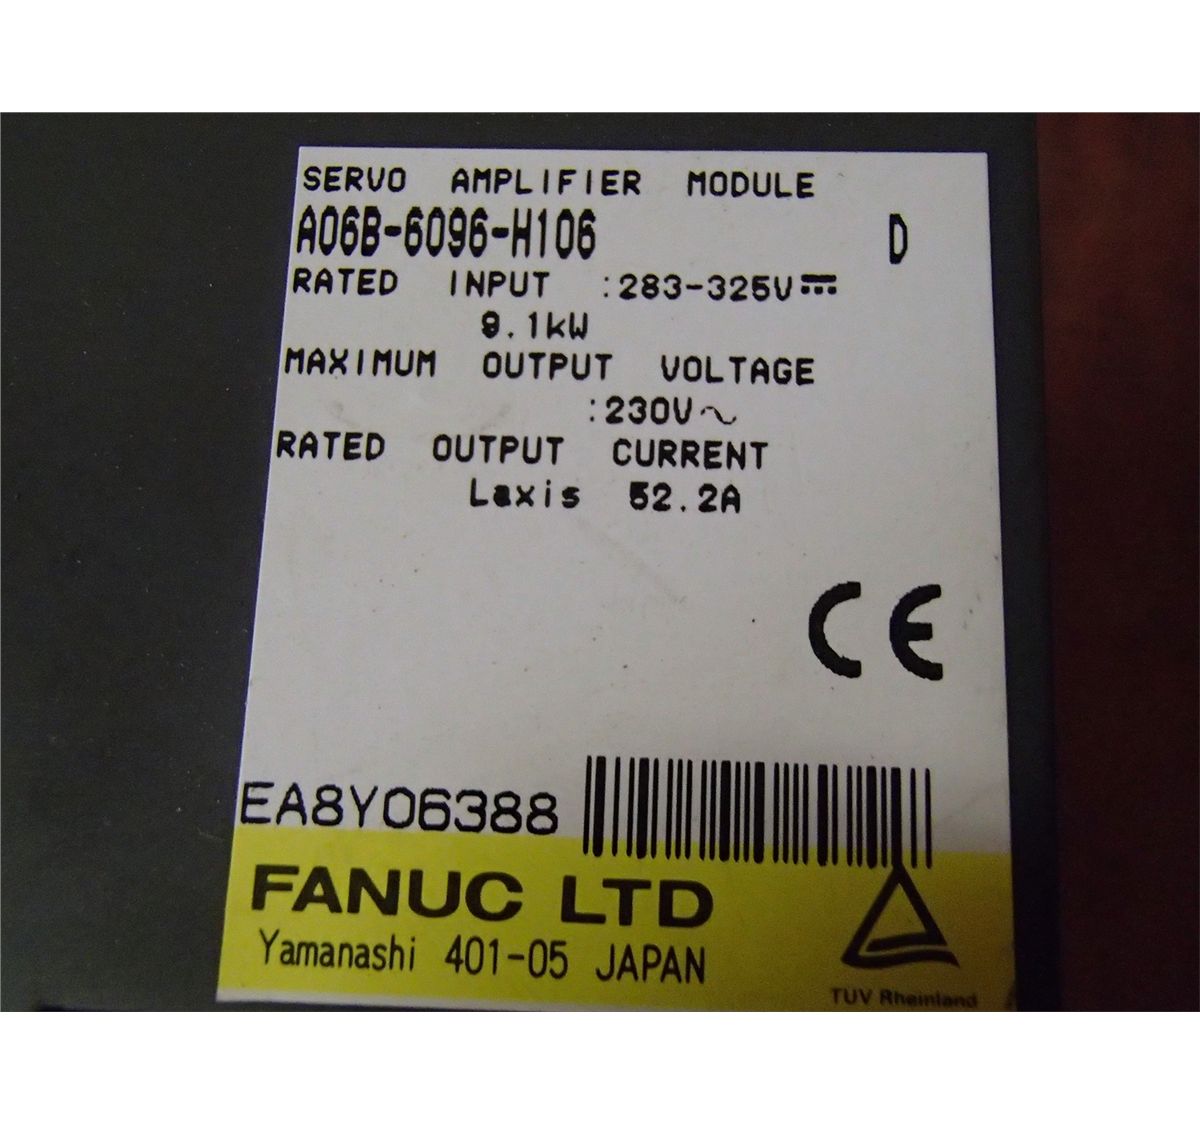 SERVO AMPLIFIER MODULE
A06B-6096-H106 D
RATED INPUT :283-325V⎓
9.1kW
MAXIMUM OUTPUT VOLTAGE
:230V~
RATED OUTPUT CURRENT
Laxis 52.2A
CE
EA8Y06388
FANUC LTD
Yamanashi 401-05 JAPAN
TUV Rheinland